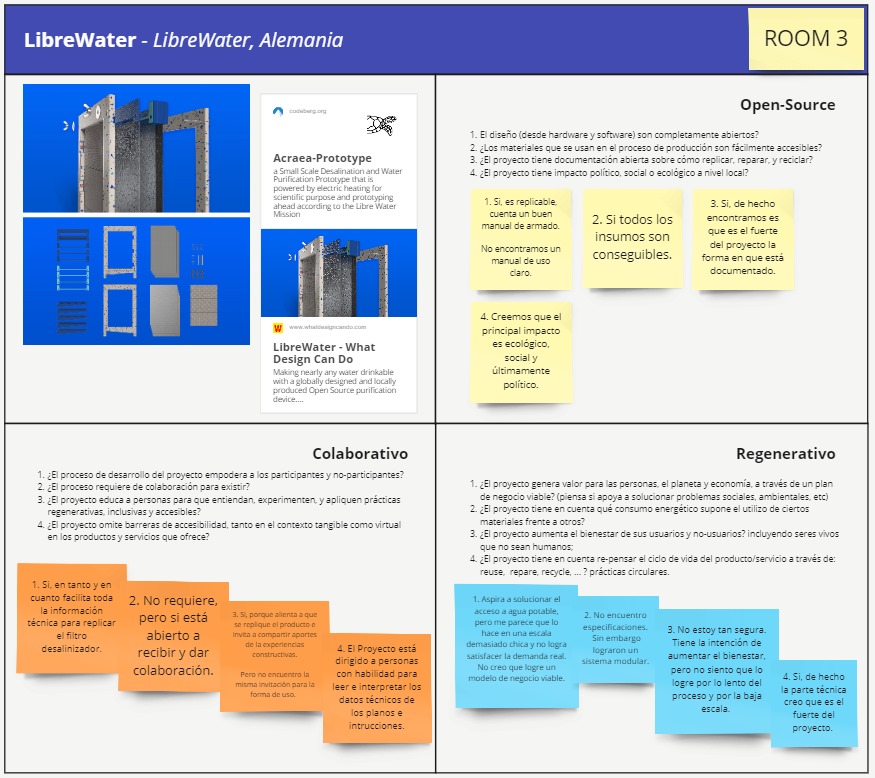 LibreWater - LibreWater, Alemania
ROOM 3
codeberg.org
Acraea-Prototype
a Small Scale Desalination and Water
Purification Prototype that is
powered by electric heating for
scientific purpose and prototyping
ahead according to the Libre Water
Mission
W
www.whatdesigncando.com
LibreWater - What
Design Can Do
Making nearly any water drinkable
with a globally designed and locally
produced Open Source purification
device....
Open-Source
1. El diseño (desde hardware y software) son completamente abiertos?
2. ¿Los materiales que se usan en el proceso de producción son fácilmente accesibles?
3. ¿El proyecto tiene documentación abierta sobre cómo replicar, reparar, y reciclar?
4. ¿El proyecto tiene impacto político, social o ecológico a nivel local?
1. Si, es replicable,
cuenta un buen
manual de armado.
No encontramos un
manual de uso
claro.
2. Si todos los
insumos son
conseguibles.
3. Si, de hecho
encontramos es
que es el fuerte
del proyecto la
forma en que está
documentado.
4. Creemos que el
principal impacto
es ecológico,
social y
últimamente
político.
Colaborativo
1. ¿El proceso de desarrollo del proyecto empodera a los participantes y no-participantes?
2. ¿El proceso requiere de colaboración para existir?
3. ¿El proyecto educa a personas para que entiendan, experimenten, y apliquen prácticas
regenerativas, inclusivas y accesibles?
4. ¿El proyecto omite barreras de accesibilidad, tanto en el contexto tangible como virtual
en los productos y servicios que ofrece?
1. Si, en tanto y en
cuanto facilita toda
la información
técnica para replicar
el filtro
desalinizador.
2. No requiere,
pero si está
abierto a
recibir y dar
colaboración.
3. Si, porque alienta a que
se replique el producto e
invita a compartir aportes
de la experiencias
constructivas.
Pero no encuentro la
misma invitación para la
forma de uso.
4. El Proyecto está
dirigido a personas
con habilidad para
leer e interpretar los
datos técnicos de
los planos e
intrucciones.
Regenerativo
1. ¿El proyecto genera valor para las personas, el planeta y economía, a través de un plan
de negocio viable? (piensa si apoya a solucionar problemas sociales, ambientales, etc)
2. ¿El proyecto tiene en cuenta qué consumo energético supone el utilizo de ciertos
materiales frente a otros?
3. ¿El proyecto aumenta el bienestar de sus usuarios y no-usuarios? incluyendo seres vivos
que no sean humanos;
4. ¿El proyecto tiene en cuenta re-pensar el ciclo de vida del producto/servicio a través de:
reuse, repare, recycle, ... ? prácticas circulares.
1. Aspira a solucionar el
acceso a agua potable,
pero me parece que lo
hace en una escala
demasiado chica y no logra
satisfacer la demanda real.
No creo que logre un
modelo de negocio viable.
2. No encuentro
especificaciones.
Sin embargo
lograron un
sistema modular.
3. No estoy tan segura.
Tiene la intención de
aumentar el bienestar,
pero no siento que lo
logre por lo lento del
proceso y por la baja
escala.
4. Si, de hecho
la parte técnica
creo que es el
fuerte del
proyecto.